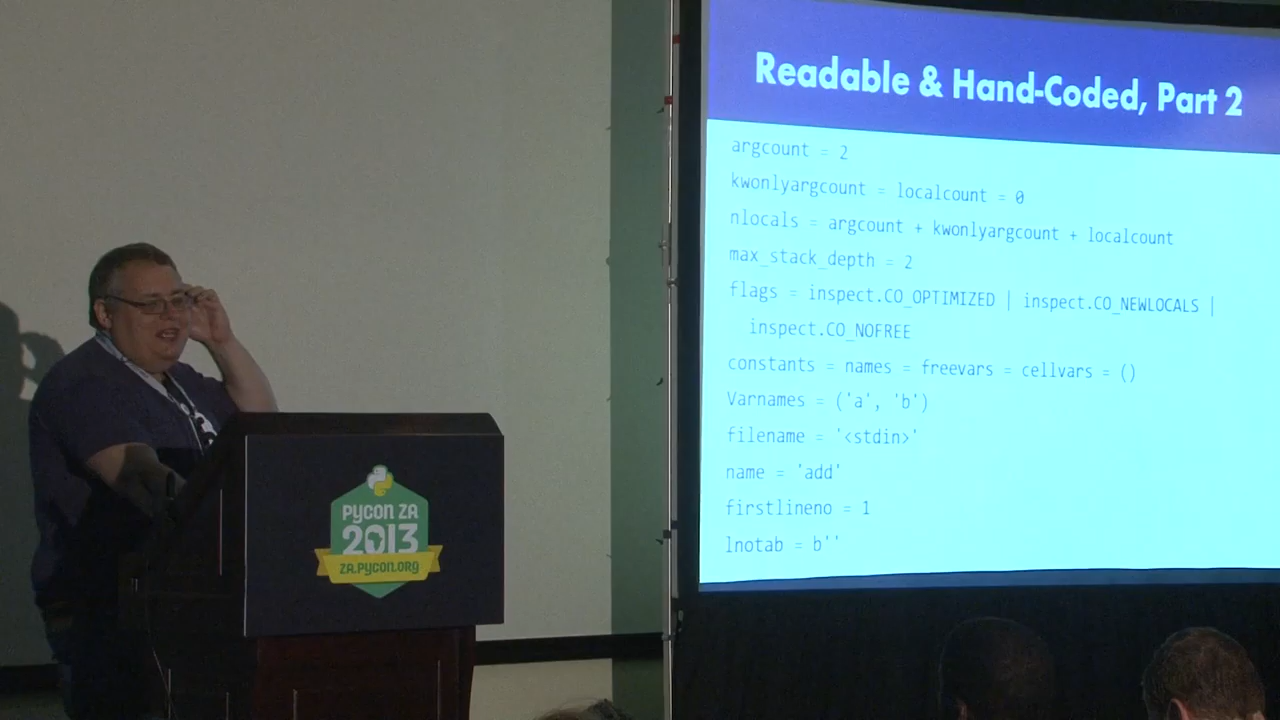 Readable & Hand-Coded, Part 2
argcount = 2
kwonlyargcount = localcount = 0
nlocals = argcount + kwonlyargcount + localcount
max_stack_depth = 2
flags = inspect.CO_OPTIMIZED | inspect.CO_NEWLOCALS |
inspect.CO_NOFREE
constants = names = freevars = cellvars = ()
Varnames = ('a', 'b')
filename = '<stdin>'
name = 'add'
firstlineno = 1
lnotab = b''
PYCON ZA
2013
ZA.PYCON.ORG